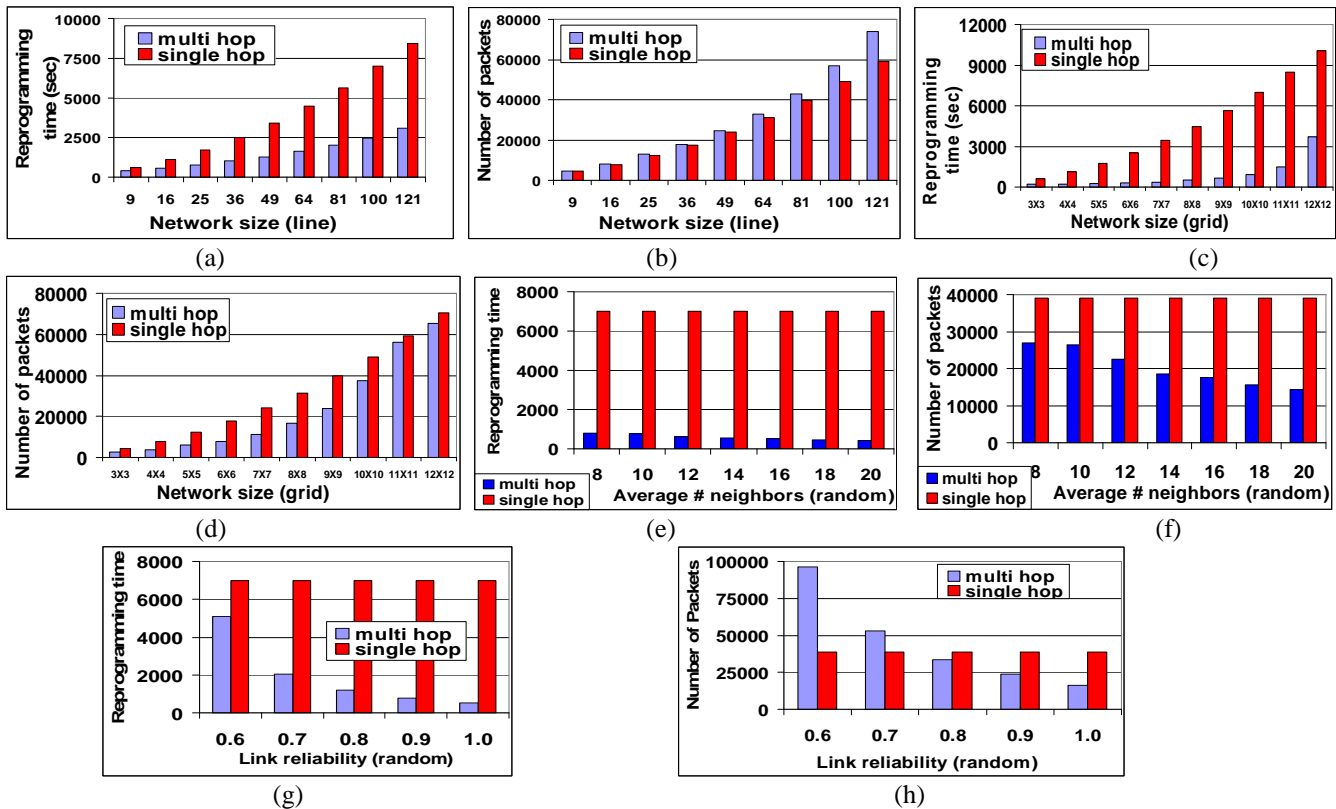 Reprogramming
time (sec)
10000
7500
5000
2500
0
multi hop
single hop
9 16 25 36 49 64 81 100 121
Network size (line)
(a)
Number of packets
80000
60000
40000
20000
0
multi hop
single hop
9 16 25 36 49 64 81 100 121
Network size (line)
(b)
Reprogramming
time (sec)
12000
9000
6000
3000
0
multi hop
single hop
3X3 4X4 5X5 6X6 7X7 8X8 9X9 10X10 11X11 12X12
Network size (grid)
(c)
Number of packets
80000
60000
40000
20000
0
multi hop
single hop
3X3 4X4 5X5 6X6 7X7 8X8 9X9 10X10 11X11 12X12
Network size (grid)
(d)
Reprogramming time
8000
6000
4000
2000
0
8 10 12 14 16 18 20
multi hop
single hop
Average # neighbors (random)
(e)
Number of packets
40000
30000
20000
10000
0
8 10 12 14 16 18 20
multi hop
single hop
Average # neighbors (random)
(f)
Reprogramming time
8000
6000
4000
2000
0
multi hop
single hop
0.6 0.7 0.8 0.9 1.0
Link reliability (random)
(g)
Number of Packets
100000
75000
50000
25000
0
multi hop
single hop
0.6 0.7 0.8 0.9 1.0
Link reliability (random)
(h)